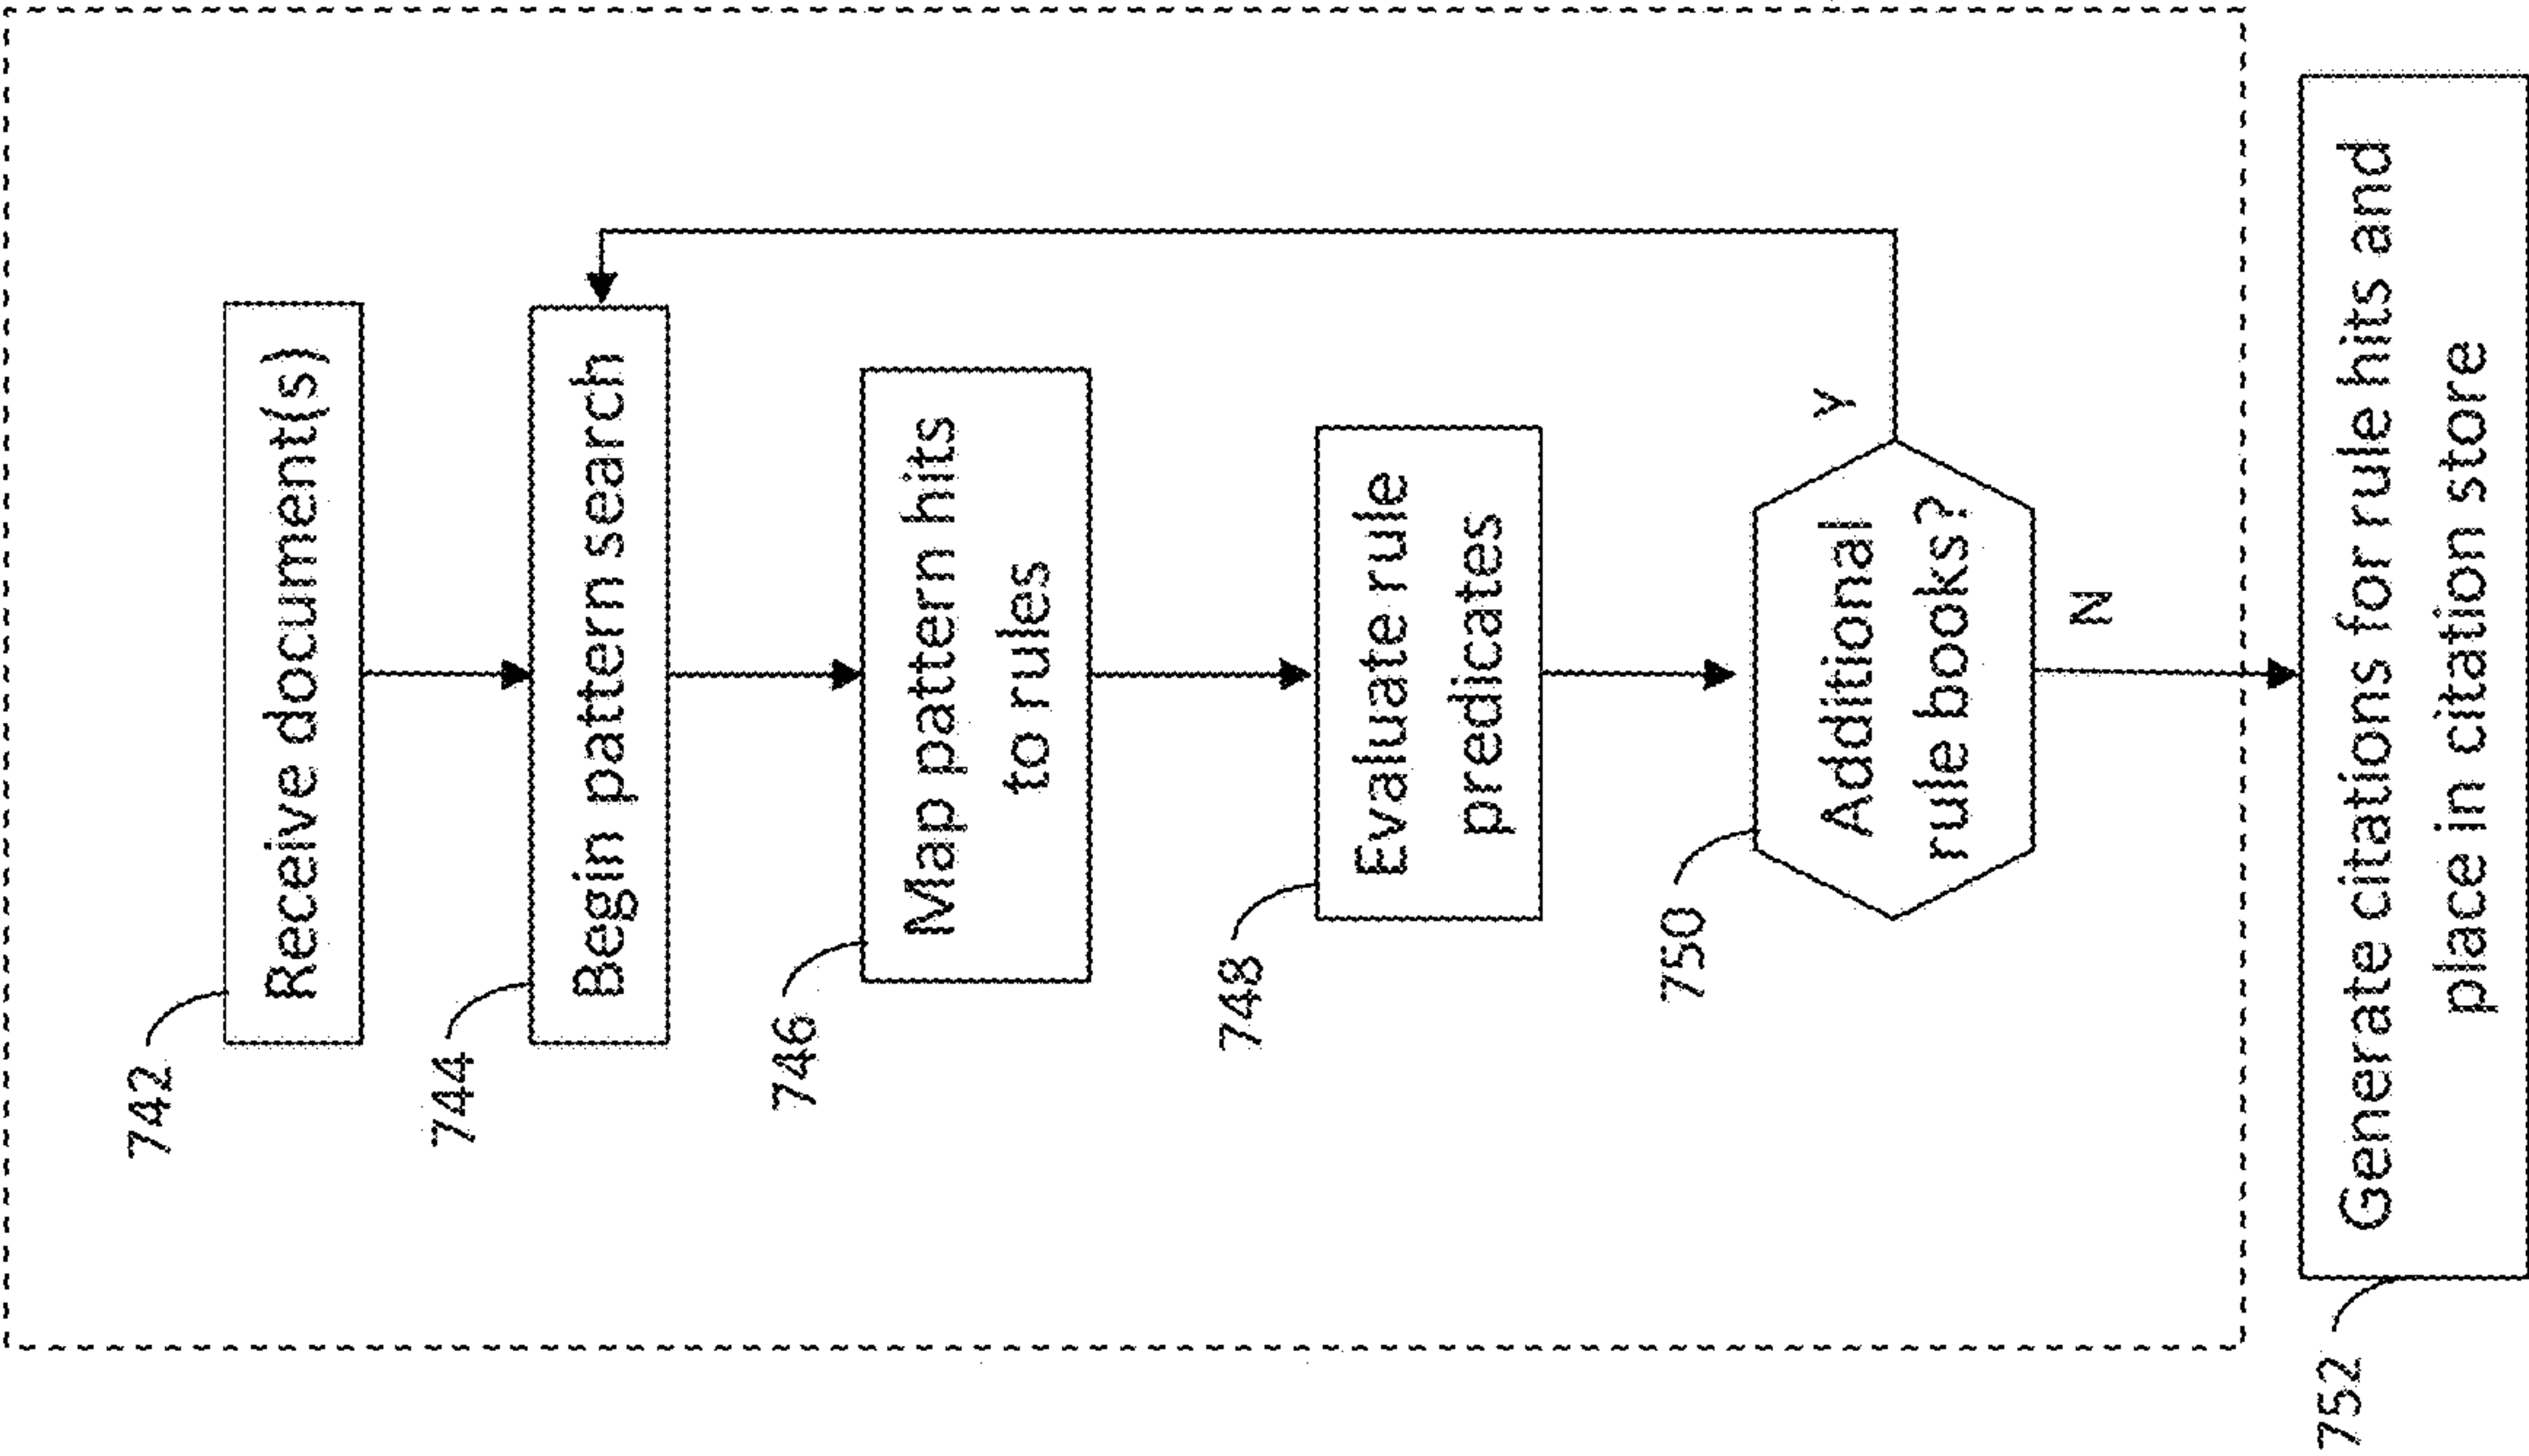 742
Receive document(s)
744
Begin pattern search
746
Map pattern hits
to rules
748
Evaluate rule
predicates
750
Additional
rule books?
Y
N
752
Generate citations for rule hits and
place in citation store